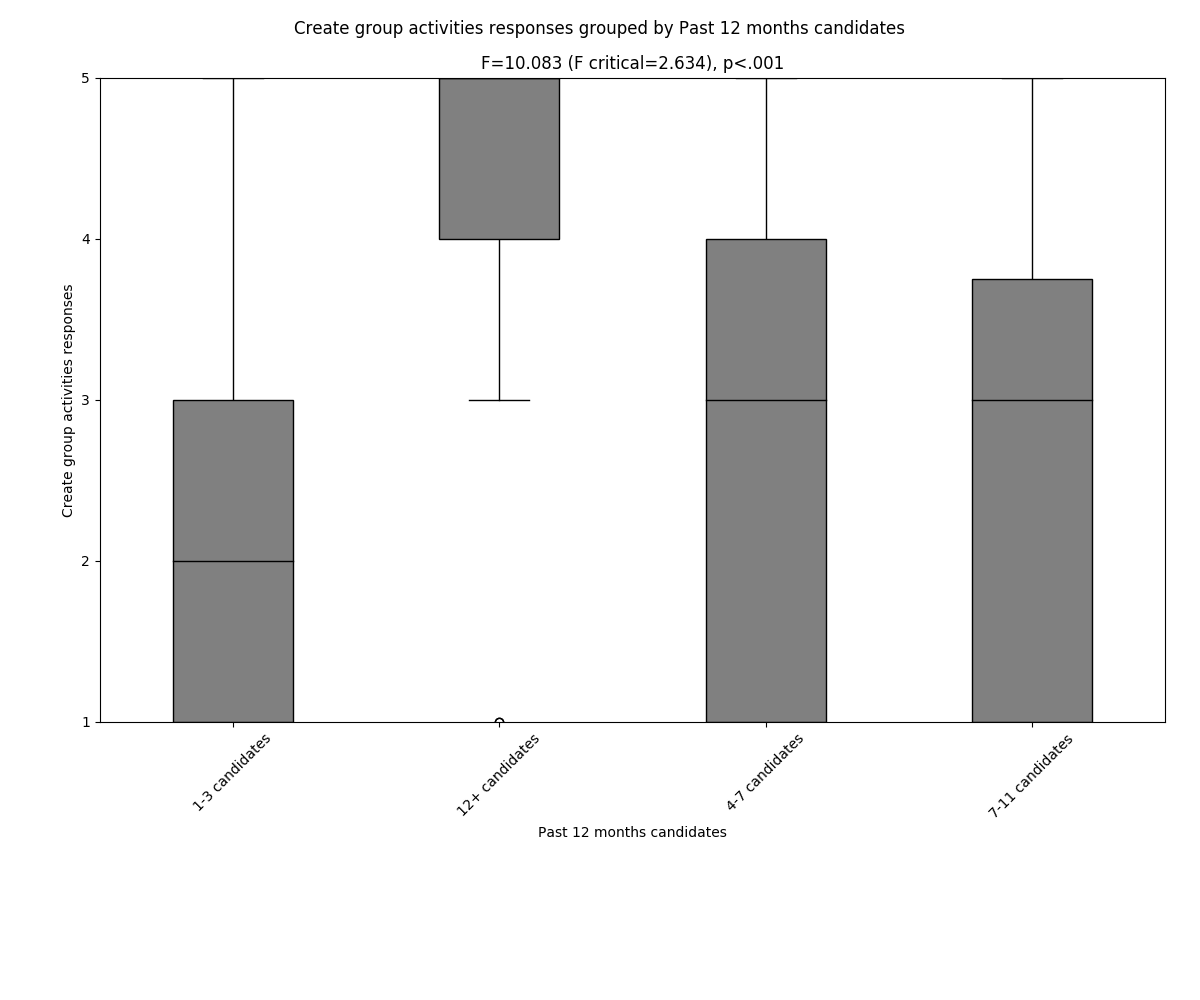 Create group activities responses grouped by Past 12 months candidates
F=10.083 (F critical=2.634), p<.001
Create group activities responses
5
4
3
2
1
1-3 candidates
12+ candidates
4-7 candidates
7-11 candidates
Past 12 months candidates